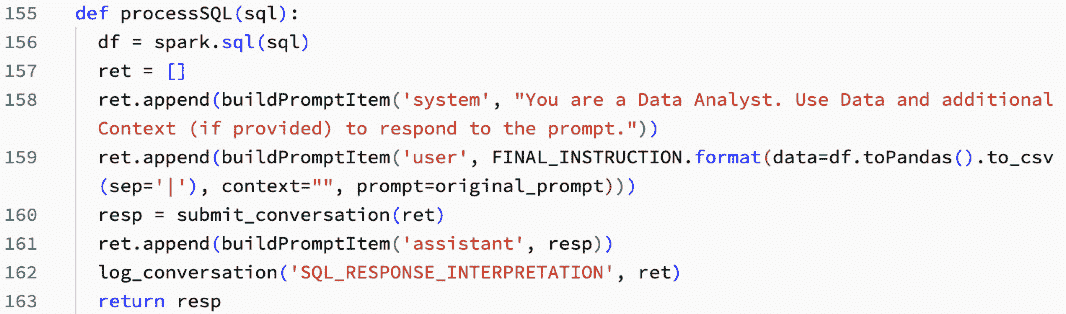 155 def processSQL(sql):
156 df = spark.sql(sql)
157 ret = []
158 ret.append(buildPromptItem('system', "You are a Data Analyst. Use Data and additional
Context (if provided) to respond to the prompt."))
159 ret.append(buildPromptItem('user', FINAL_INSTRUCTION.format(data=df.toPandas().to_csv
(sep='|'), context="", prompt=original_prompt)))
160 resp = submit_conversation(ret)
161 ret.append(buildPromptItem('assistant', resp))
162 log_conversation('SQL_RESPONSE_INTERPRETATION', ret)
163 return resp